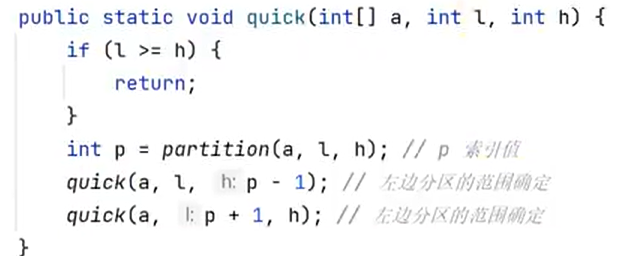 public static void quick(int[] a, int l, int h) {
if (l >= h) {
return;
}
int p = partition(a, l, h); // p 索引值
quick(a, l, h: p - 1); // 左边分区的范围确定
quick(a, l: p + 1, h); // 左边分区的范围确定
}